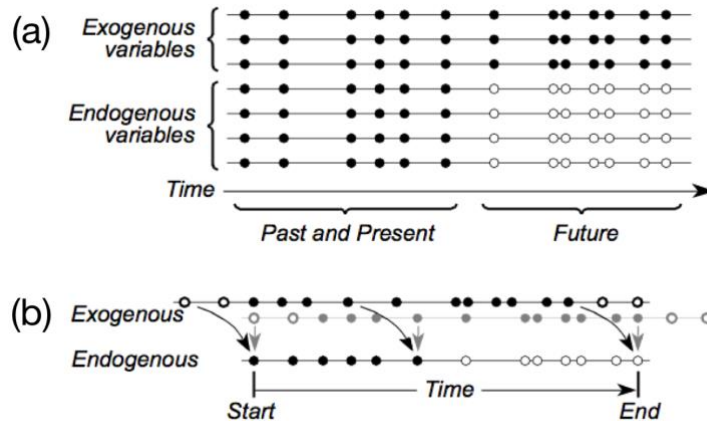 (a)
Exogenous
variables
Endogenous
variables
Time
Past and Present
Future
(b)
Exogenous
Endogenous
Time
Start
End